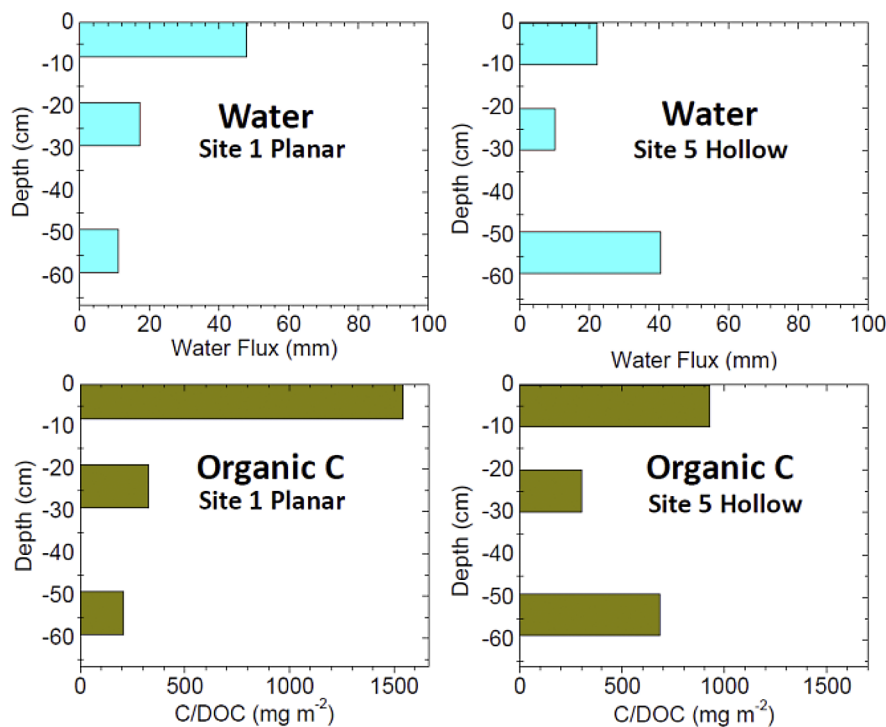 0
-10
-20
-30
-40
-50
-60
Depth (cm)
Water
Site 1 Planar
0 20 40 60 80 100
Water Flux (mm)
0
-10
-20
-30
-40
-50
-60
Depth (cm)
Water
Site 5 Hollow
0 20 40 60 80 100
Water Flux (mm)
0
-10
-20
-30
-40
-50
-60
Depth (cm)
Organic C
Site 1 Planar
0 500 1000 1500
C/DOC (mg m⁻²)
0
-10
-20
-30
-40
-50
-60
Depth (cm)
Organic C
Site 5 Hollow
0 500 1000 1500
C/DOC (mg m⁻²)